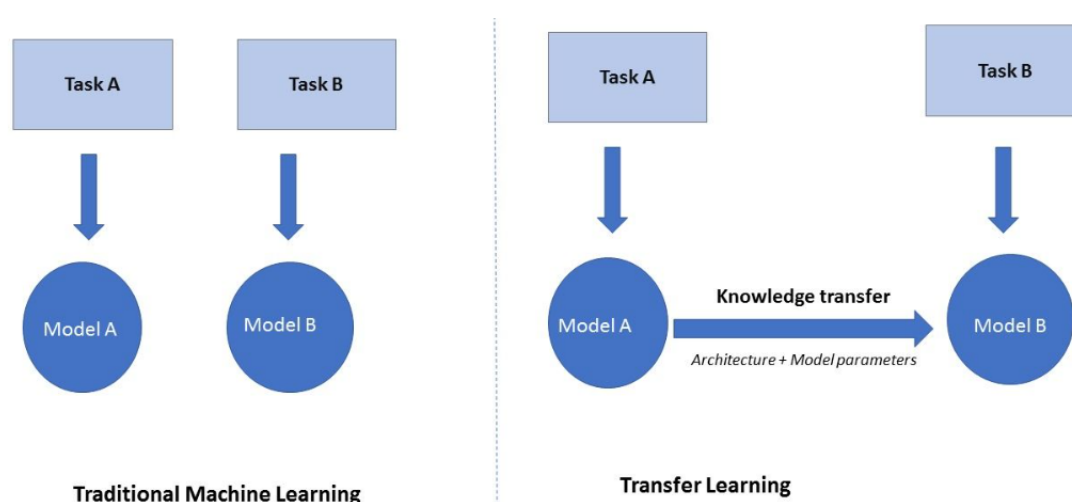 Task A
Task B
Model A
Model B
Traditional Machine Learning
Task A
Task B
Model A
Knowledge transfer
Architecture + Model parameters
Model B
Transfer Learning